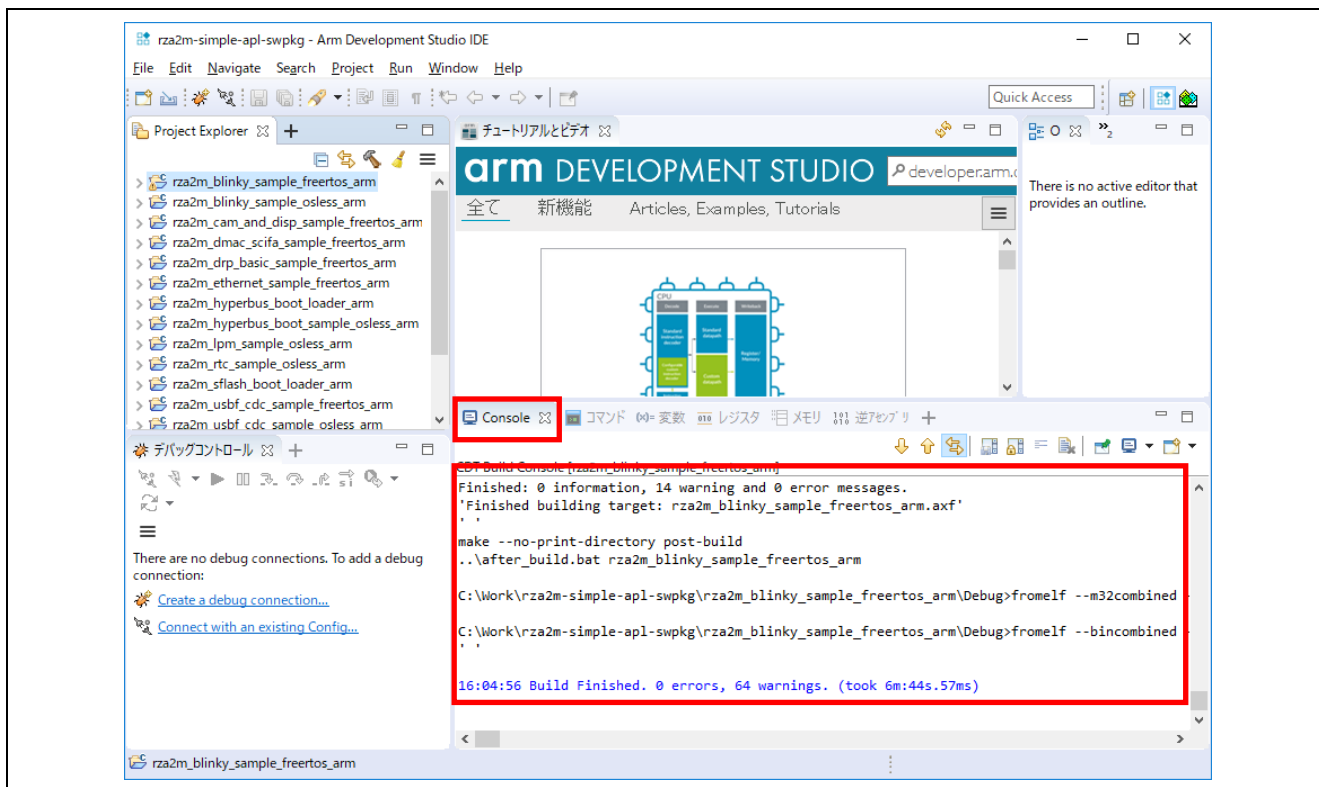 rza2m-simple-apl-swpkg - Arm Development Studio IDE
File Edit Navigate Search Project Run Window Help
Quick Access
Project Explorer
rza2m_blinky_sample_freertos_arm
rza2m_blinky_sample_osless_arm
rza2m_cam_and_disp_sample_freertos_arm
rza2m_dmac_scifa_sample_freertos_arm
rza2m_drp_basic_sample_freertos_arm
rza2m_ethernet_sample_freertos_arm
rza2m_hyperbus_boot_loader_arm
rza2m_hyperbus_boot_sample_osless_arm
rza2m_lpm_sample_osless_arm
rza2m_rtc_sample_osless_arm
rza2m_sflash_boot_loader_arm
rza2m_usbf_cdc_sample_freertos_arm
rza2m_usbf_cdc_sample_osless_arm
チュートリアルとビデオ
arm DEVELOPMENT STUDIO
developer.arm.c
全て 新機能 Articles, Examples, Tutorials
CPU
O
2
There is no active editor that
provides an outline.
デバッグコントロール
There are no debug connections. To add a debug
connection:
Create a debug connection...
Connect with an existing Config...
Console コマンド (x)= 変数 レジスタ メモリ 逆アセンブリ
CDT Build Console [rza2m_blinky_sample_freertos_arm]
Finished: 0 information, 14 warning and 0 error messages.
'Finished building target: rza2m_blinky_sample_freertos_arm.axf'
' '
make --no-print-directory post-build
..\after_build.bat rza2m_blinky_sample_freertos_arm
C:\Work\rza2m-simple-apl-swpkg\rza2m_blinky_sample_freertos_arm\Debug>fromelf --m32combined -
C:\Work\rza2m-simple-apl-swpkg\rza2m_blinky_sample_freertos_arm\Debug>fromelf --bincombined -
' '
16:04:56 Build Finished. 0 errors, 64 warnings. (took 6m:44s.57ms)
rza2m_blinky_sample_freertos_arm